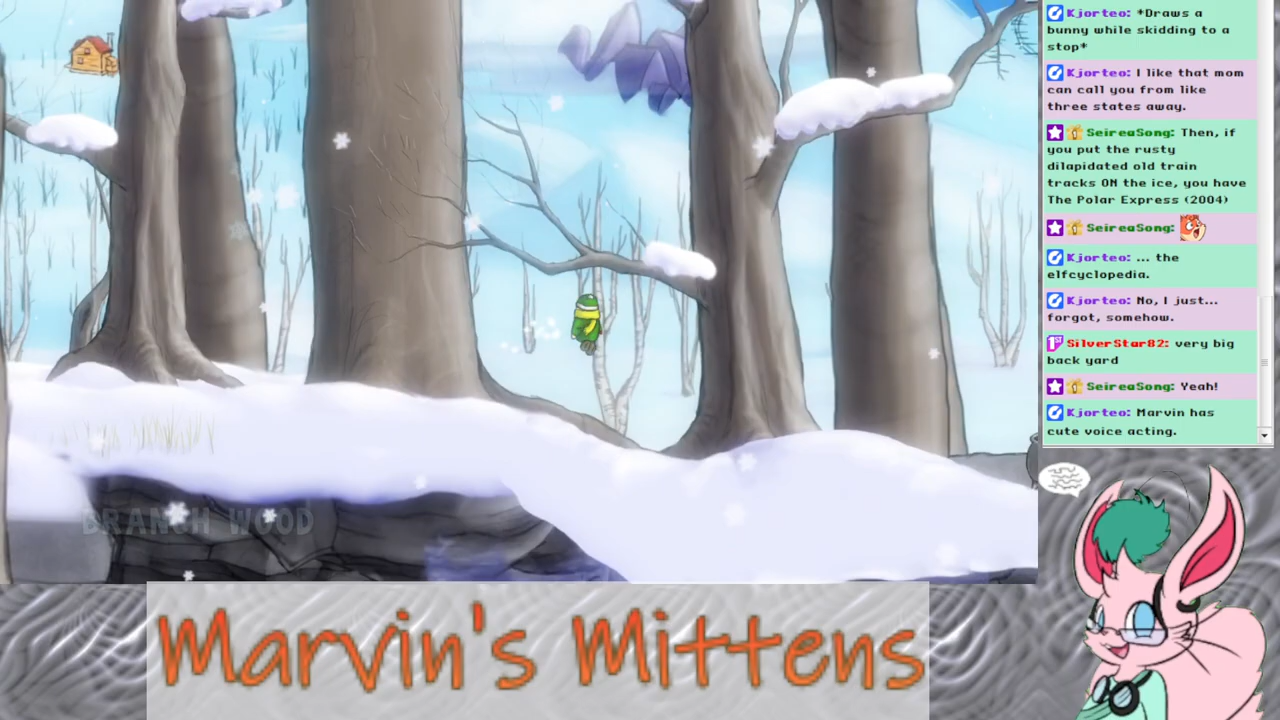 Kjorteo: *Draws a
bunny while skidding to a
stop*
Kjorteo: I like that mom
can call you from like
three states away.
SeireaSong: Then, if
you put the rusty
dilapidated old train
tracks ON the ice, you have
The Polar Express (2004)
SeireaSong:
Kjorteo: ... the
elfcyclopedia.
Kjorteo: No, I just...
forgot, somehow.
1ST SilverStar82: very big
back yard
SeireaSong: Yeah!
Kjorteo: Marvin has
cute voice acting.
BRANCH WOOD
Marvin's Mittens